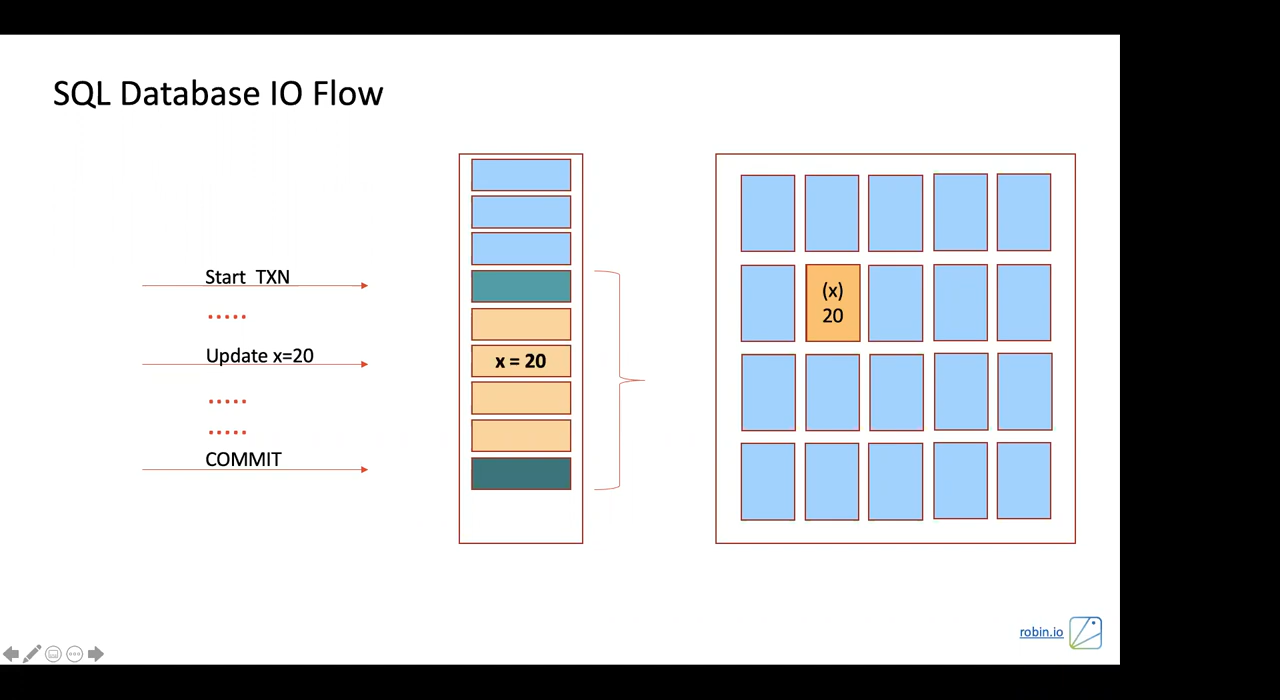 SQL Database IO Flow
Start TXN
.....
Update x=20
.....
.....
COMMIT
x = 20
(x)
20
robin.io